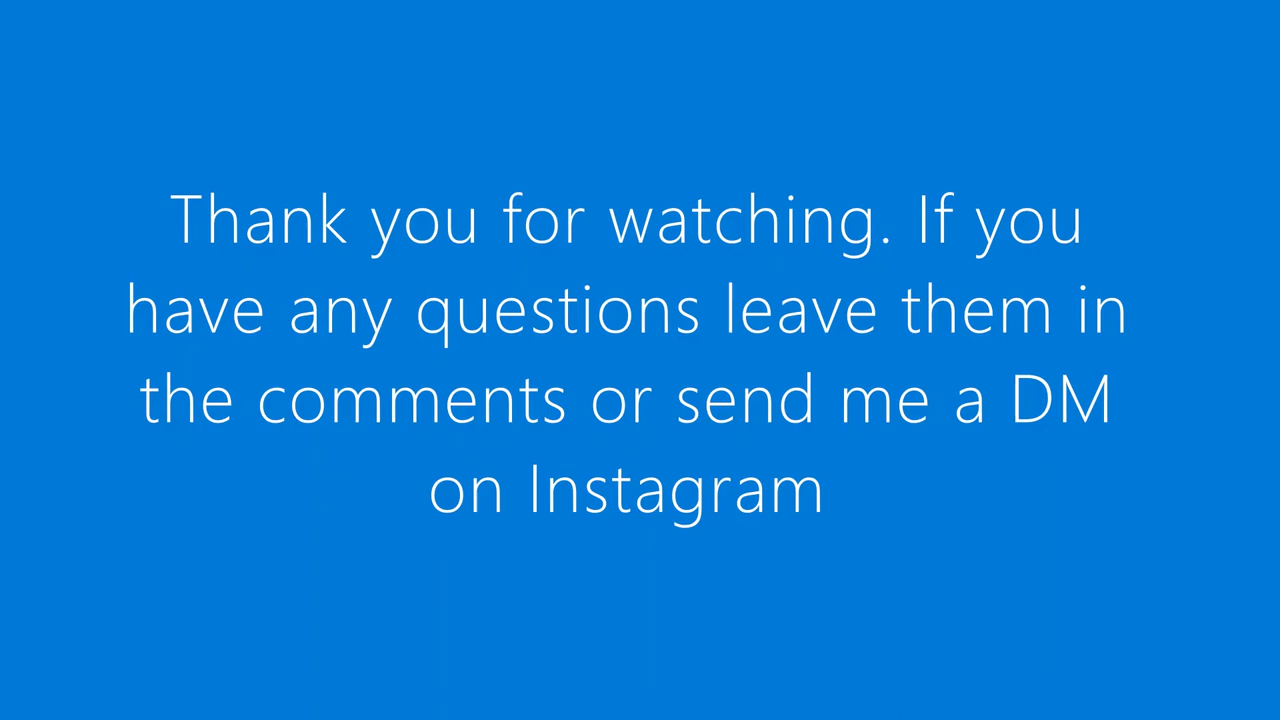 Thank you for watching. If you
have any questions leave them in
the comments or send me a DM
on Instagram